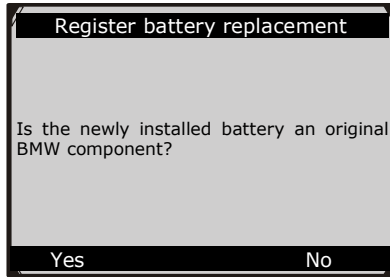 Register battery replacement
Is the newly installed battery an original
BMW component?
Yes No